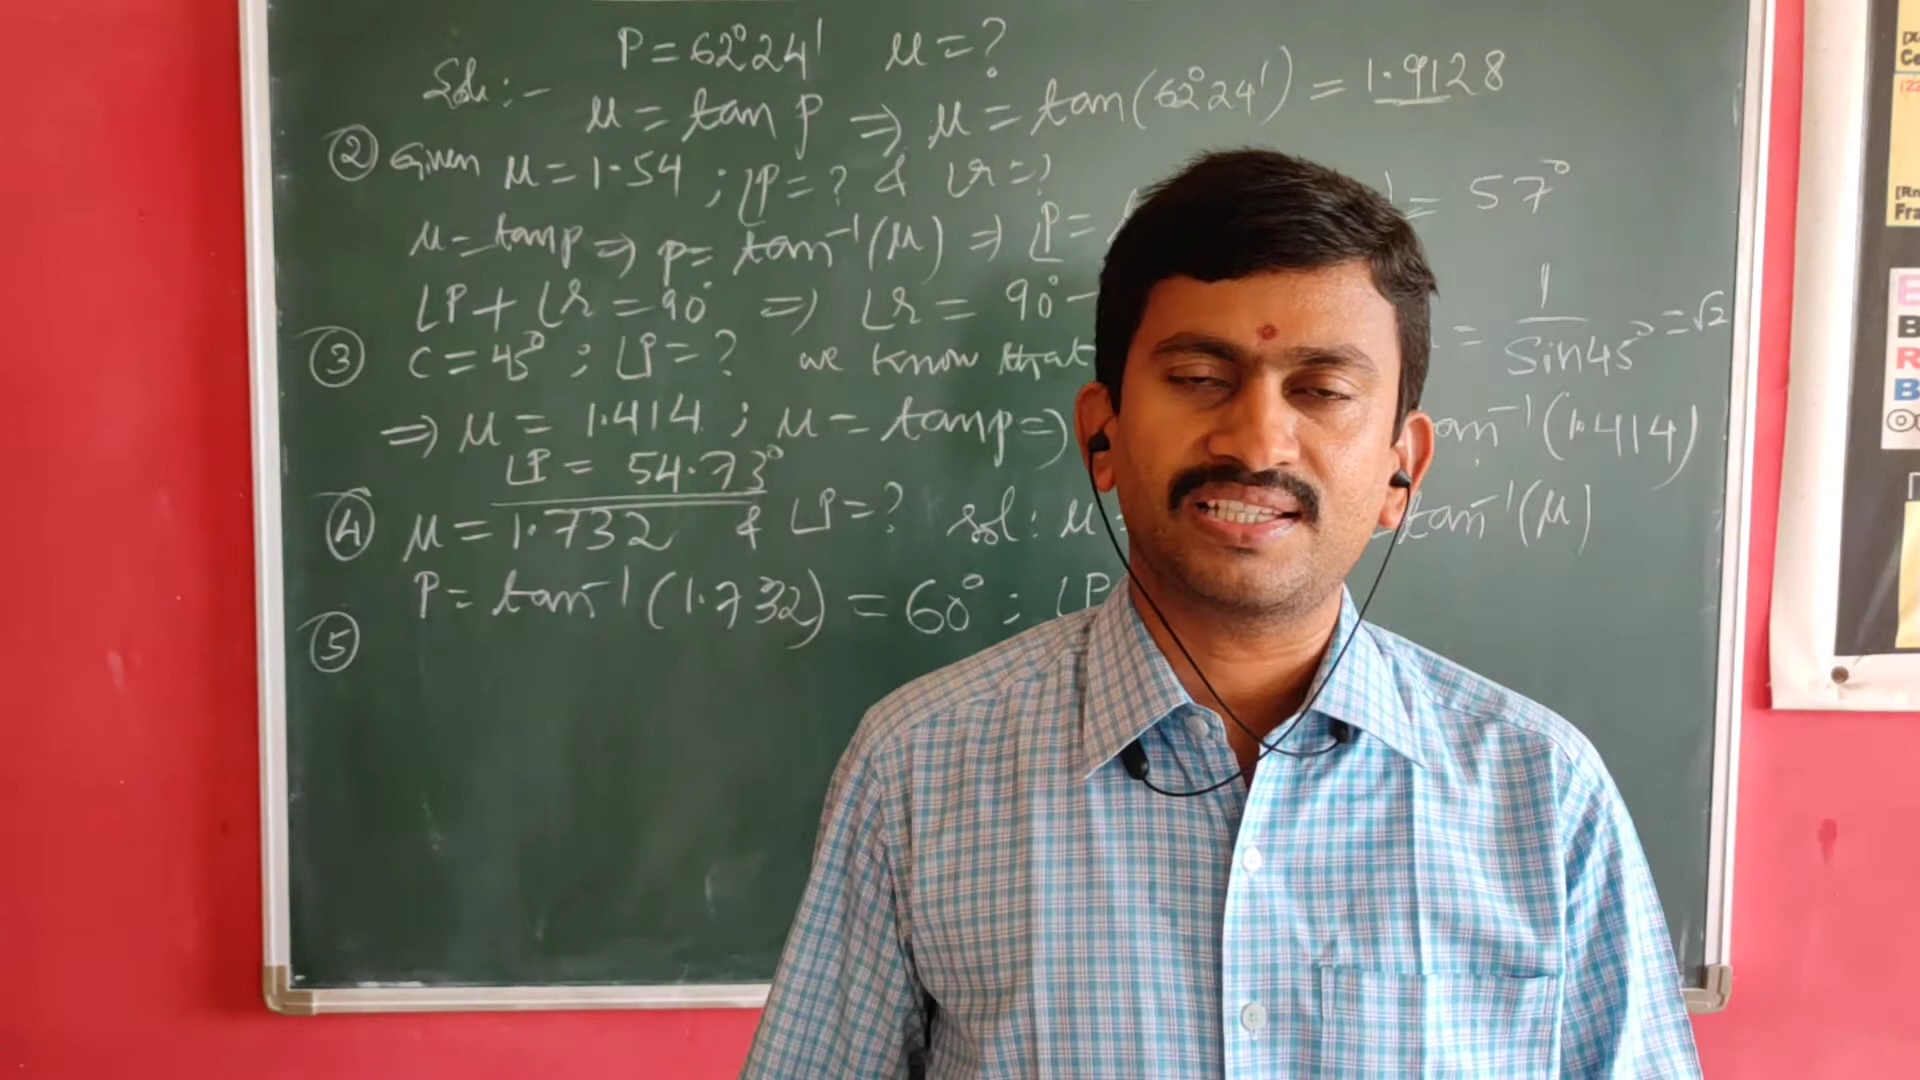 P = 62°24' μ = ?
Sol:- μ = tan p ⇒ μ = tan(62°24') = 1.9128
② Given μ = 1.54 ; ∠P = ? & ∠r = ?
μ = tan p ⇒ p = tan⁻¹(μ) ⇒ ∠P = = 57°
∠P + ∠r = 90° ⇒ ∠r = 90° -
③ C = 45° ; ∠P = ? we know that = 1/Sin45° = √2
⇒ μ = 1.414 ; μ = tan p ⇒ tan⁻¹(1.414)
∠P = 54.73°
④ μ = 1.732 & ∠P = ? sol: μ = tan⁻¹(μ)
P = tan⁻¹(1.732) = 60° ; ∠P
⑤